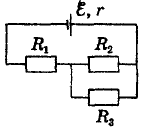 ℰ, r
R₁ R₂
R₃